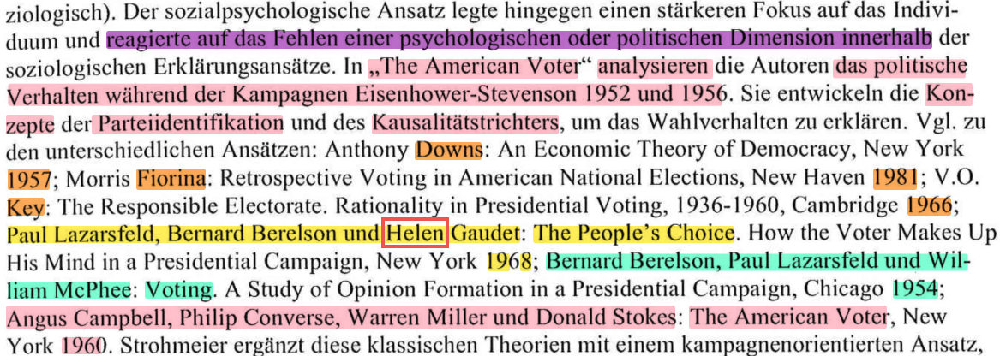 ziologisch). Der sozialpsychologische Ansatz legte hingegen einen stärkeren Fokus auf das Indivi-
duum und reagierte auf das Fehlen einer psychologischen oder politischen Dimension innerhalb der
soziologischen Erklärungsansätze. In „The American Voter“ analysieren die Autoren das politische
Verhalten während der Kampagnen Eisenhower-Stevenson 1952 und 1956. Sie entwickeln die Kon-
zepte der Parteiidentifikation und des Kausalitätstrichters, um das Wahlverhalten zu erklären. Vgl. zu
den unterschiedlichen Ansätzen: Anthony Downs: An Economic Theory of Democracy, New York
1957; Morris Fiorina: Retrospective Voting in American National Elections, New Haven 1981; V.O.
Key: The Responsible Electorate. Rationality in Presidential Voting, 1936-1960, Cambridge 1966;
Paul Lazarsfeld, Bernard Berelson und Helen Gaudet: The People's Choice. How the Voter Makes Up
His Mind in a Presidential Campaign, New York 1968; Bernard Berelson, Paul Lazarsfeld und Wil-
liam McPhee: Voting. A Study of Opinion Formation in a Presidential Campaign, Chicago 1954;
Angus Campbell, Philip Converse, Warren Miller und Donald Stokes: The American Voter, New
York 1960. Strohmeier ergänzt diese klassischen Theorien mit einem kampagnenorientierten Ansatz,